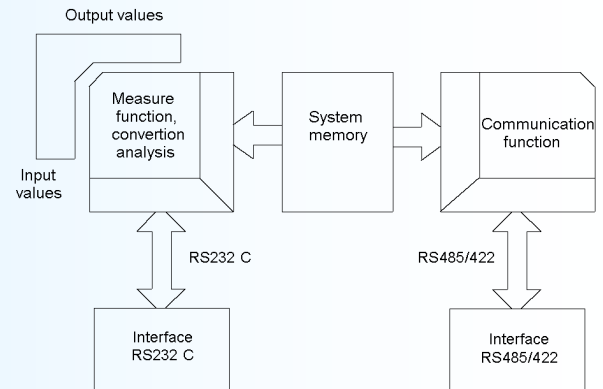 Output values
Measure
function,
convertion
analysis
System
memory
Communication
function
Input
values
RS232 C
RS485/422
Interface
RS232 C
Interface
RS485/422